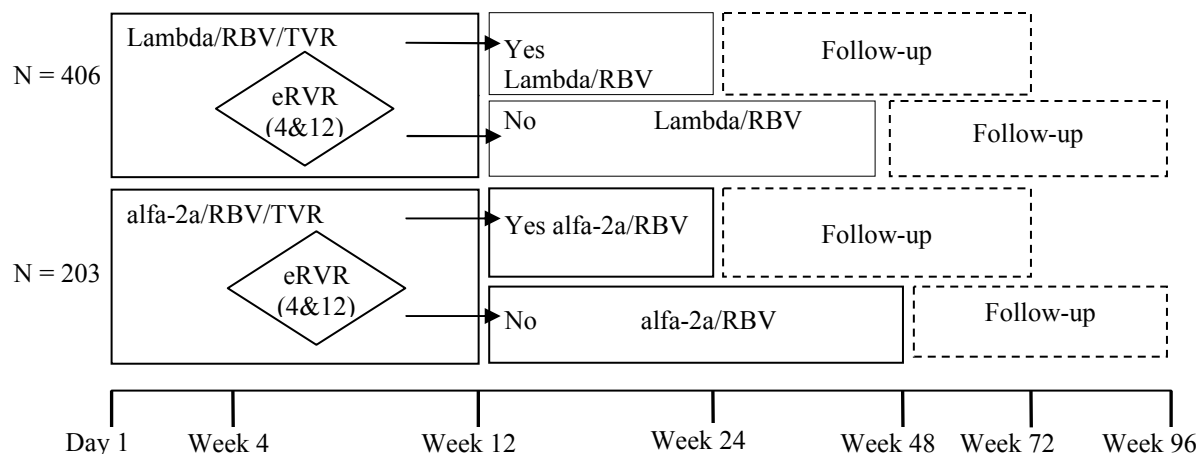 Lambda/RBV/TVR
N = 406
eRVR
(4&12)
Yes
Lambda/RBV
Follow-up
No Lambda/RBV
Follow-up
alfa-2a/RBV/TVR
N = 203
eRVR
(4&12)
Yes alfa-2a/RBV
Follow-up
No alfa-2a/RBV
Follow-up
Day 1 Week 4 Week 12 Week 24 Week 48 Week 72 Week 96